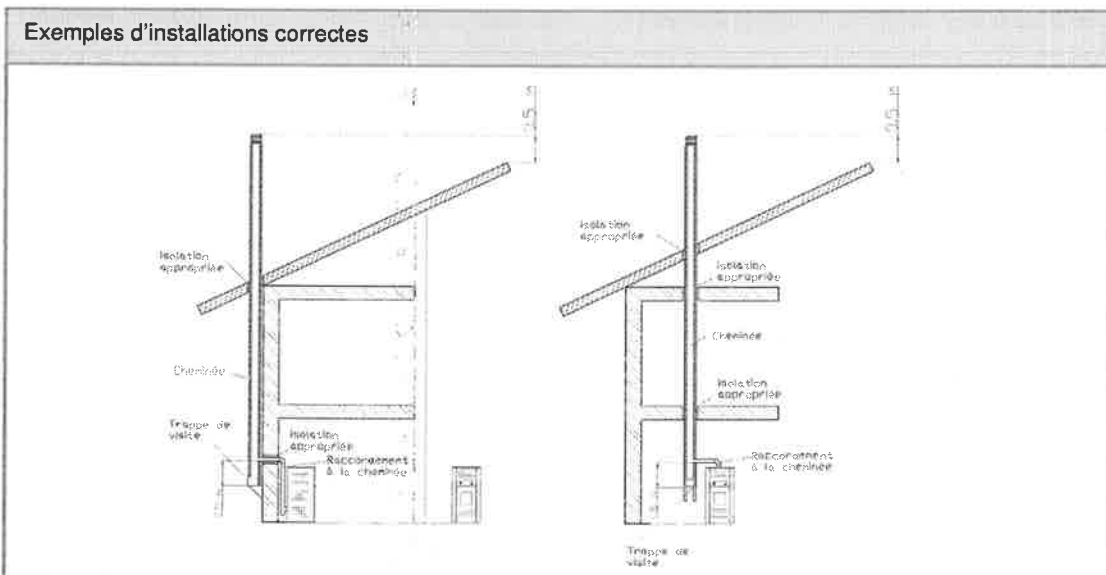 Exemples d'installations correctes
Isolation
appropriée
Cheminée
Trappe de
visite
Isolation
appropriée
Raccordement
à la cheminée
Isolation
appropriée
Isolation
appropriée
Cheminée
Isolation
appropriée
Raccordement
à la cheminée
Trappe de
visite